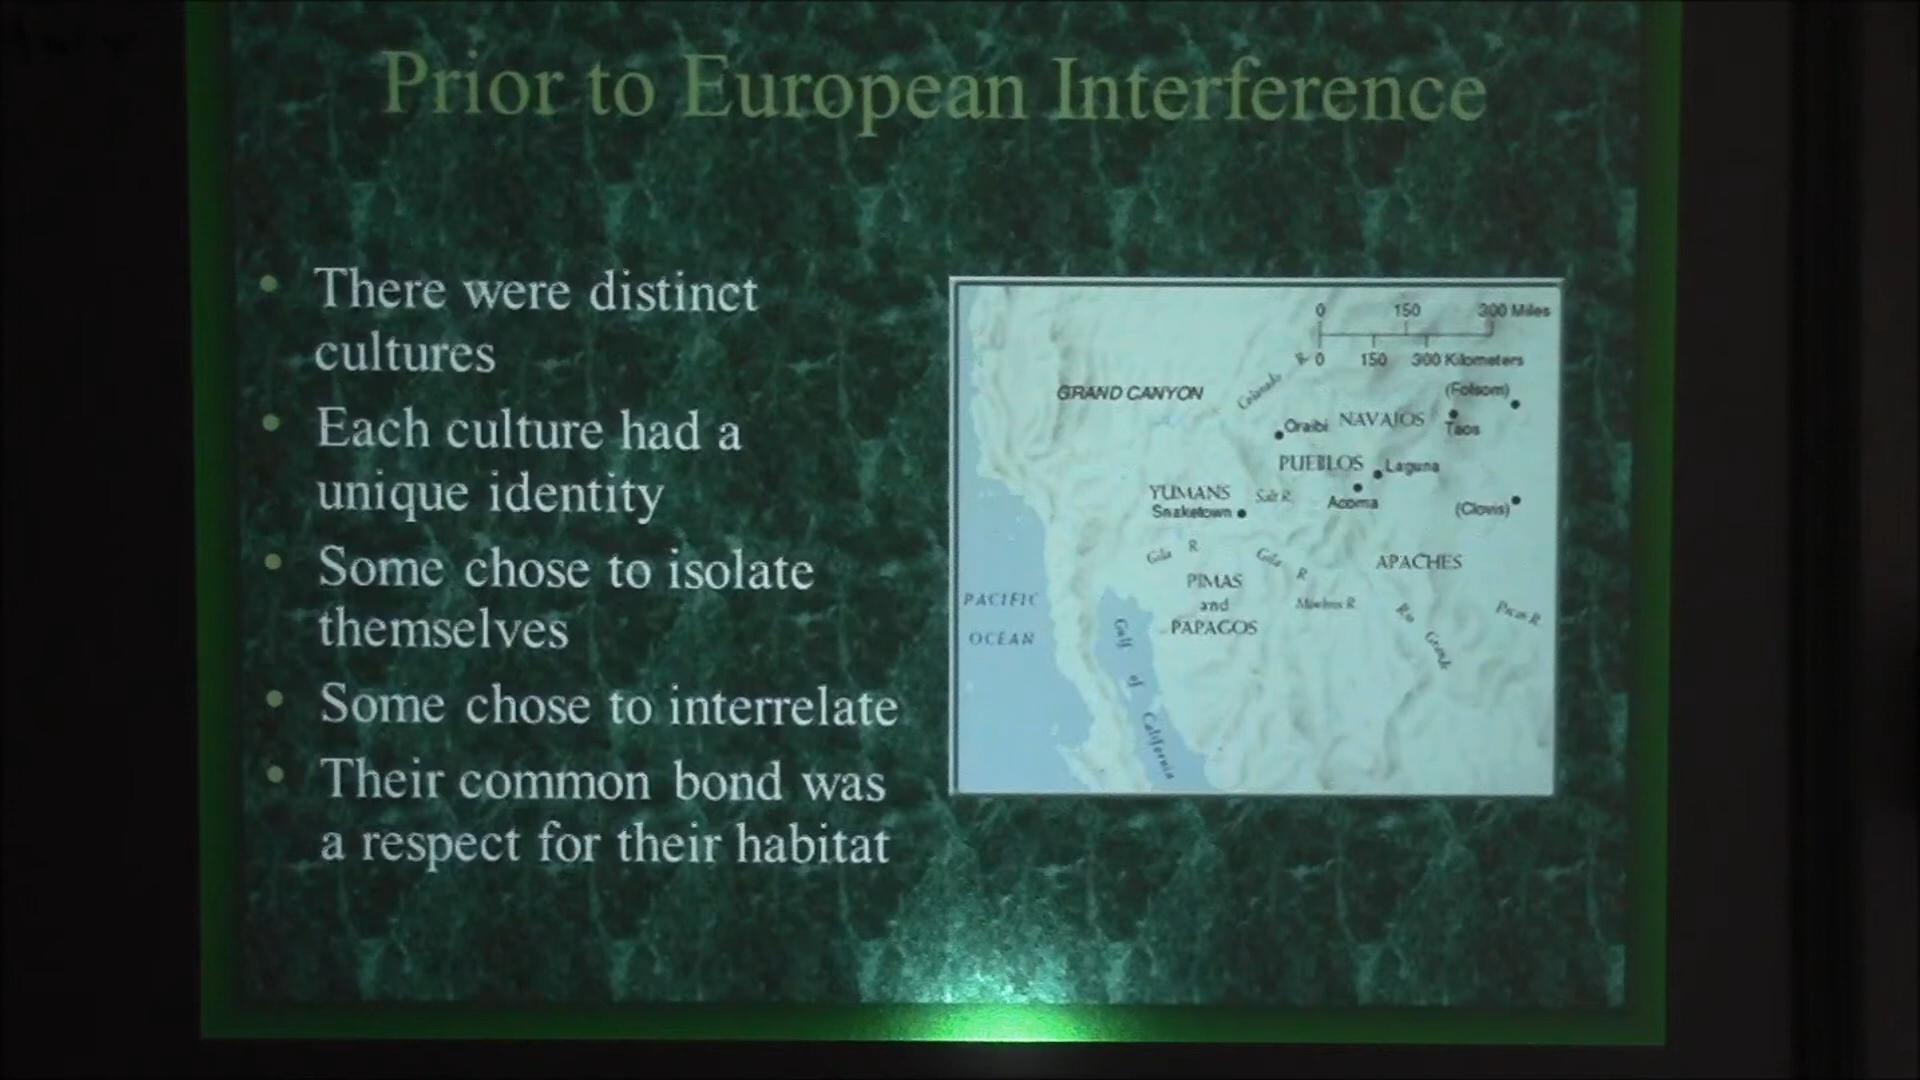 Prior to European Interference
• There were distinct
cultures
• Each culture had a
unique identity
• Some chose to isolate
themselves
• Some chose to interrelate
• Their common bond was
a respect for their habitat
0 150 300 Miles
0 150 300 Kilometers
(Folsom)
GRAND CANYON
Colorado
Oraibi
NAVAJOS
Taos
PUEBLOS
Laguna
YUMANS
Salt R.
Acoma
Snaketown
(Clovis)
Gila R
Gila R
APACHES
PIMAS
and
PAPAGOS
Rio Grande
PACIFIC
OCEAN
Gulf of California